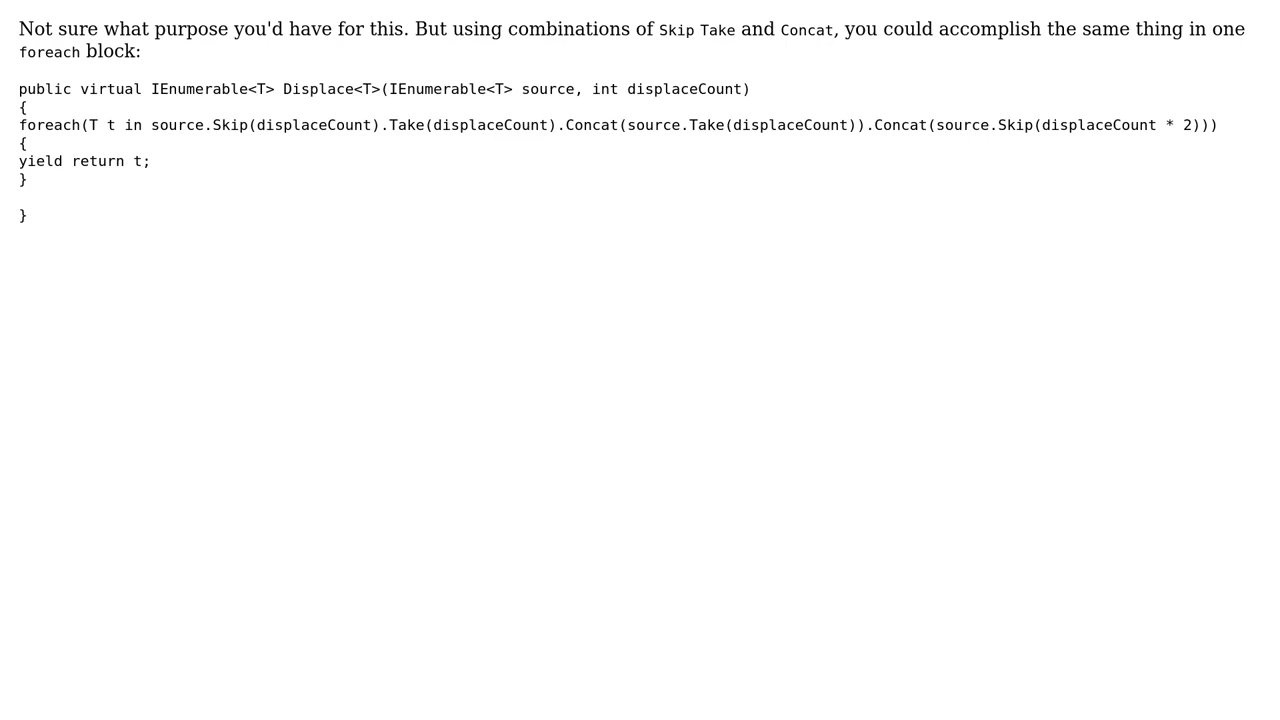 Not sure what purpose you'd have for this. But using combinations of Skip Take and Concat, you could accomplish the same thing in one
foreach block:
public virtual IEnumerable<T> Displace<T>(IEnumerable<T> source, int displaceCount)
{
foreach(T t in source.Skip(displaceCount).Take(displaceCount).Concat(source.Take(displaceCount)).Concat(source.Skip(displaceCount * 2)))
{
yield return t;
}
}